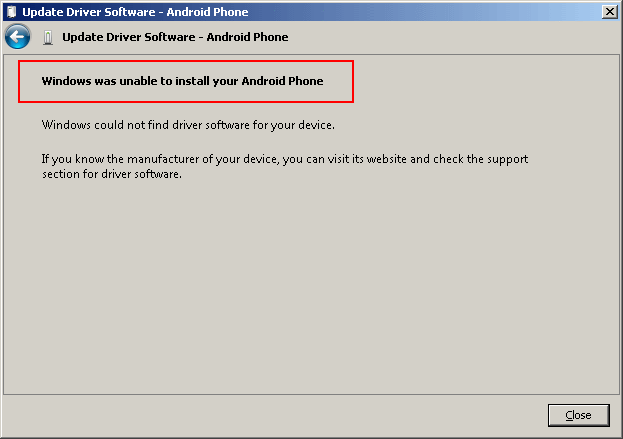 Update Driver Software - Android Phone
Update Driver Software - Android Phone
Windows was unable to install your Android Phone
Windows could not find driver software for your device.
If you know the manufacturer of your device, you can visit its website and check the support
section for driver software.
Close